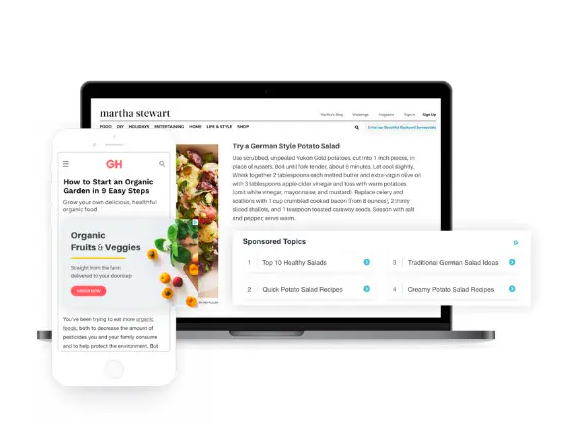 martha stewart
Martha's Blog Weddings Magazine Sign In Sign Up
FOOD DIY HOLIDAYS ENTERTAINING HOME LIFE & STYLE SHOP
Enter our Beautiful Backyard Sweepstakes
Try a German Style Potato Salad
Use scrubbed, unpeeled Yukon Gold potatoes, cut into 1 inch pieces, in
place of russets. Boil until fork-tender, about 6 minutes. Let cool slightly.
Whisk together 2 tablespoons each melted butter and extra-virgin olive oil
with 3 tablespoons apple-cider vinegar and toss with warm potatoes
(omit white vinegar, mayonnaise, and mustard). Replace celery and
scallions with 1 cup crumbled cooked bacon (from 8 ounces), 2 thinly
sliced shallots, and 1 teaspoon toasted caraway seeds. Season with salt
and pepper; serve warm.
Sponsored Topics
1 Top 10 Healthy Salads
3 Traditional German Salad Ideas
2 Quick Potato Salad Recipes
4 Creamy Potato Salad Recipes
GH
How to Start an Organic
Garden in 9 Easy Steps
Grow your own delicious, healthful
organic food
Organic
Fruits & Veggies
Straight from the farm
delivered to your doorstep
ORDER NOW
You've been trying to eat more organic
foods, both to decrease the amount of
pesticides you and your family consume
and to help protect the environment. But